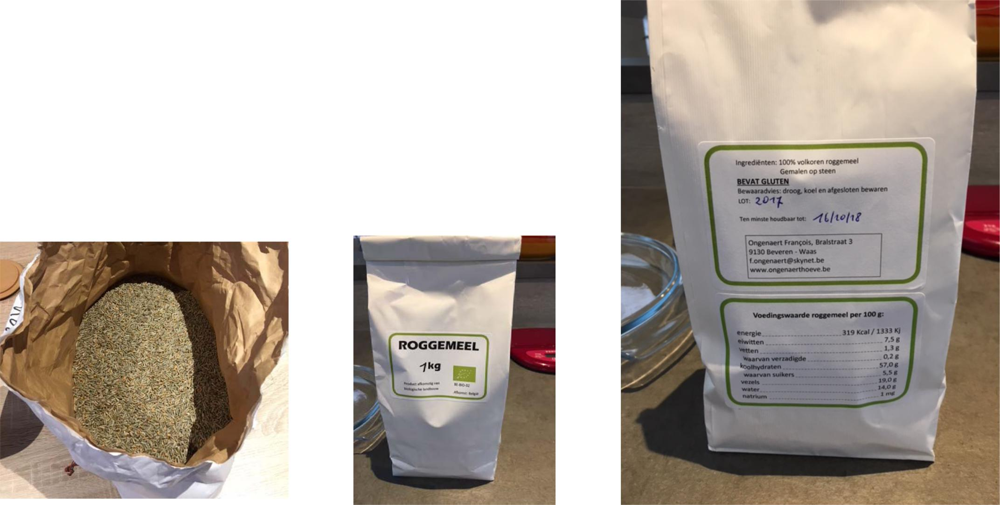 ROGGEMEEL
1kg
Product afkomstig van
biologische landbouw
BE-BIO-02
Afkomst: België
Ingrediënten: 100% volkoren roggemeel
Gemalen op steen
BEVAT GLUTEN
Bewaaradvies: droog, koel en afgesloten bewaren
LOT: 2017
Ten minste houdbaar tot: 16/10/18
Ongenaert François, Bralstraat 3
9130 Beveren - Waas
f.ongenaert@skynet.be
www.ongenaerthoeve.be
Voedingswaarde roggemeel per 100 g:
energie 319 Kcal / 1333 Kj
eiwitten 7,5 g
vetten 1,3 g
waarvan verzadigde 0,2 g
koolhydraten 57,0 g
waarvan suikers 5,5 g
vezels 19,0 g
water 14,0 g
natrium 1 mg